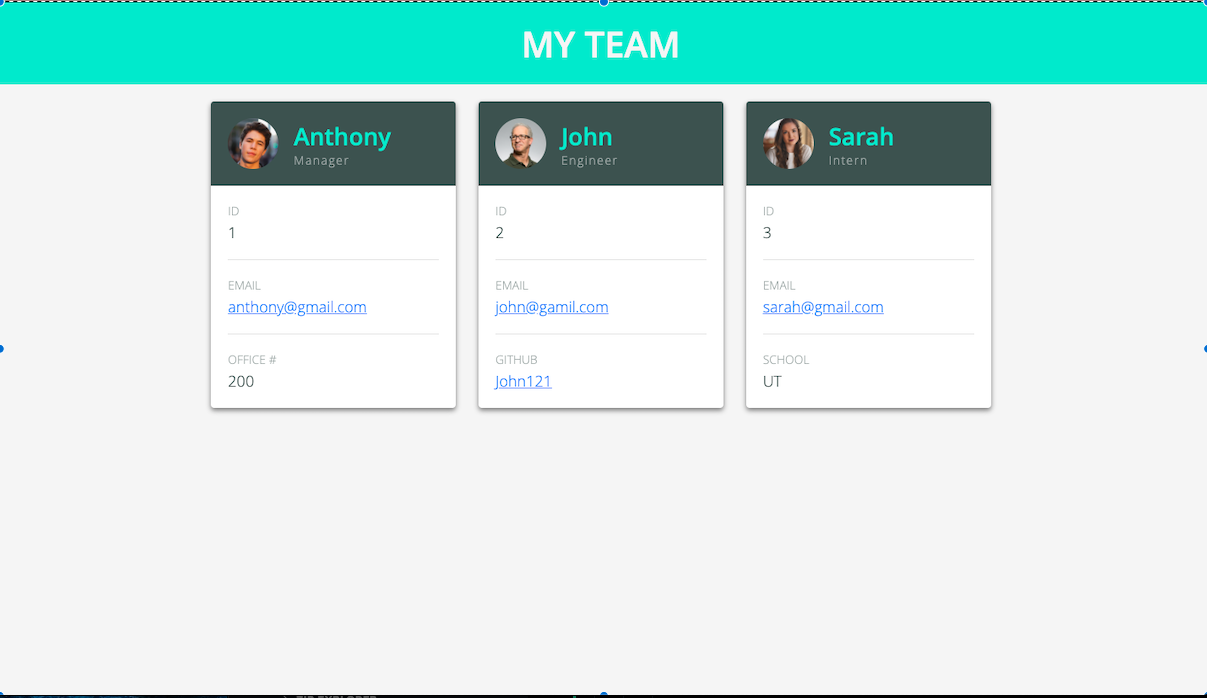 MY TEAM
Anthony
Manager
ID
1
EMAIL
anthony@gmail.com
OFFICE #
200
John
Engineer
ID
2
EMAIL
john@gamil.com
GITHUB
John121
Sarah
Intern
ID
3
EMAIL
sarah@gmail.com
SCHOOL
UT